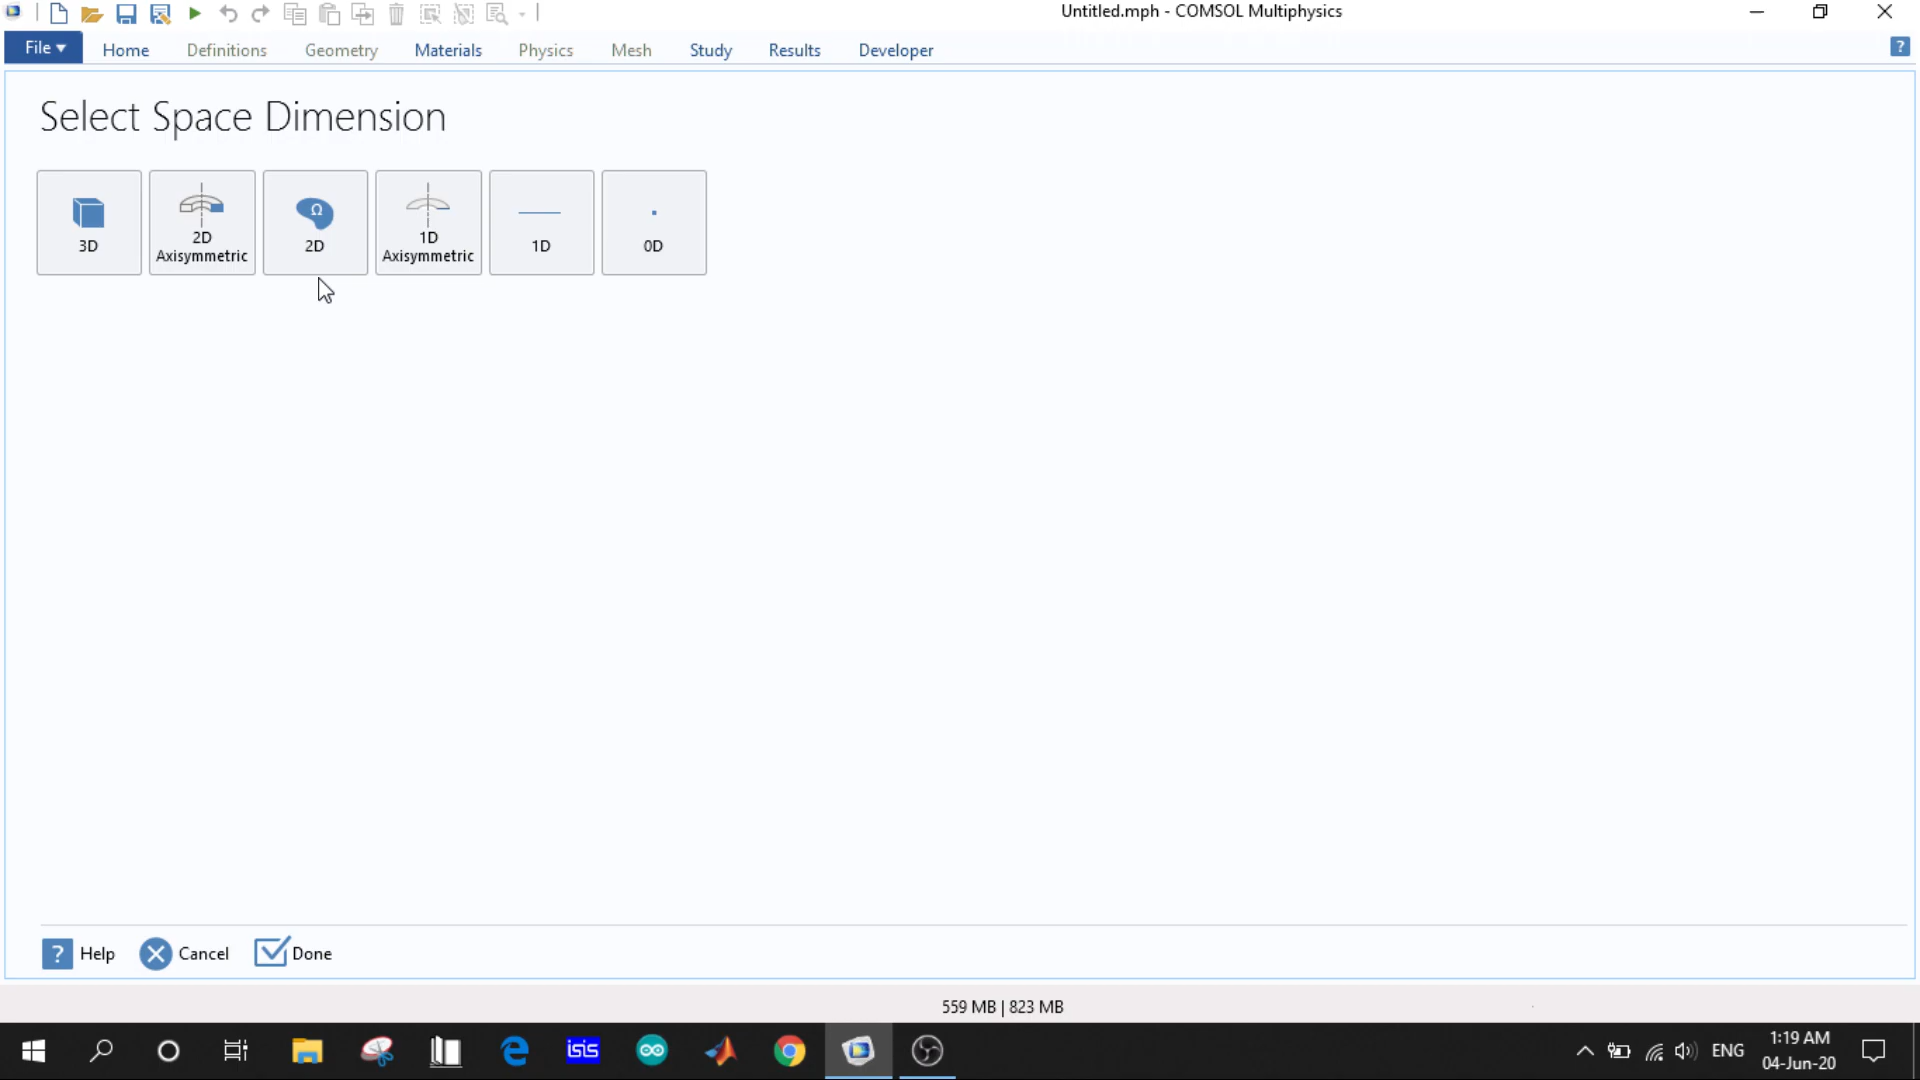 Untitled.mph - COMSOL Multiphysics
File Home Definitions Geometry Materials Physics Mesh Study Results Developer ?
Select Space Dimension
3D
2D
Axisymmetric
Ω
2D
1D
Axisymmetric
1D
0D
? Help Cancel Done
559 MB | 823 MB
isis
ENG
1:19 AM
04-Jun-20